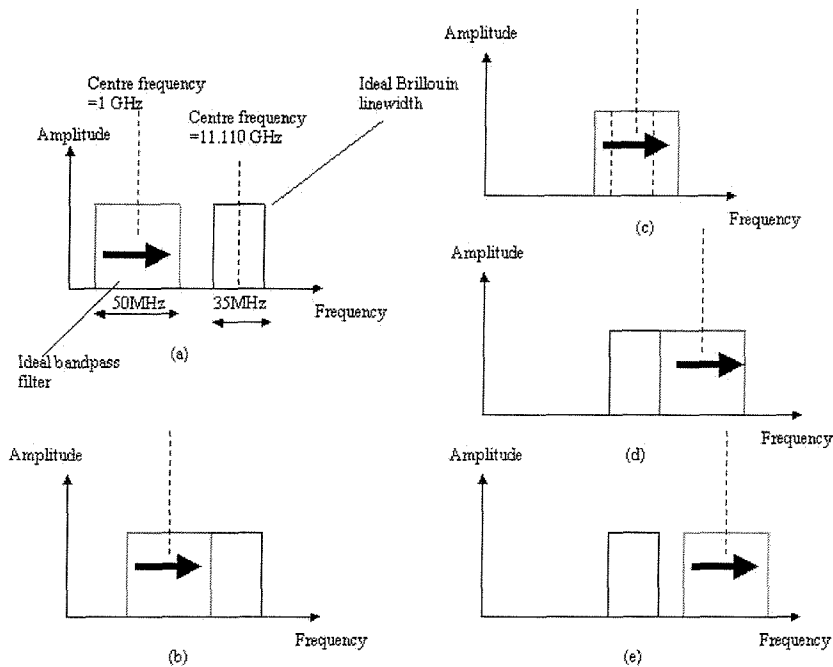 Centre frequency
=1 GHz
Centre frequency
=11.110 GHz
Ideal Brillouin
linewidth
Amplitude
50MHz
35MHz
Frequency
Ideal bandpass
filter
(a)
Amplitude
Frequency
(b)
Amplitude
Frequency
(c)
Amplitude
Frequency
(d)
Amplitude
Frequency
(e)